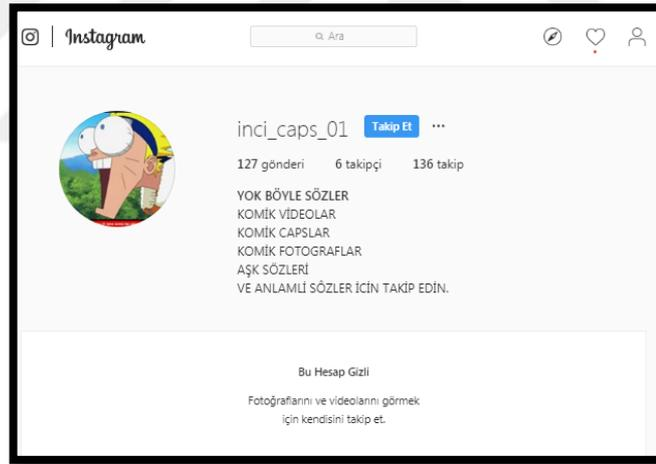 Instagram
Ara
inci_caps_01 Takip Et ...
127 gönderi 6 takipçi 136 takip
YOK BÖYLE SÖZLER
KOMİK VİDEOLAR
KOMİK CAPSLAR
KOMİK FOTOGRAFLAR
AŞK SÖZLERİ
VE ANLAMLİ SÖZLER İCİN TAKİP EDİN.
Bu Hesap Gizli
Fotoğraflarını ve videolarını görmek
için kendisini takip et.